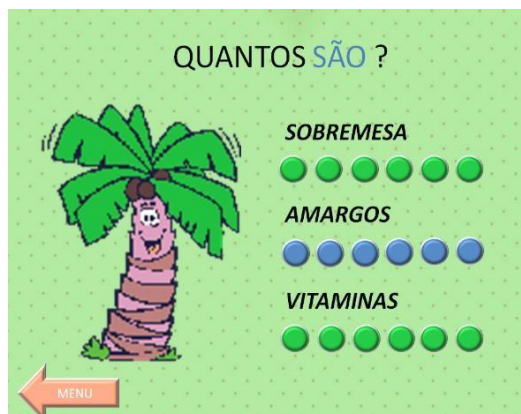 QUANTOS SÃO ?
SOBREMESA
AMARGOS
VITAMINAS
MENU